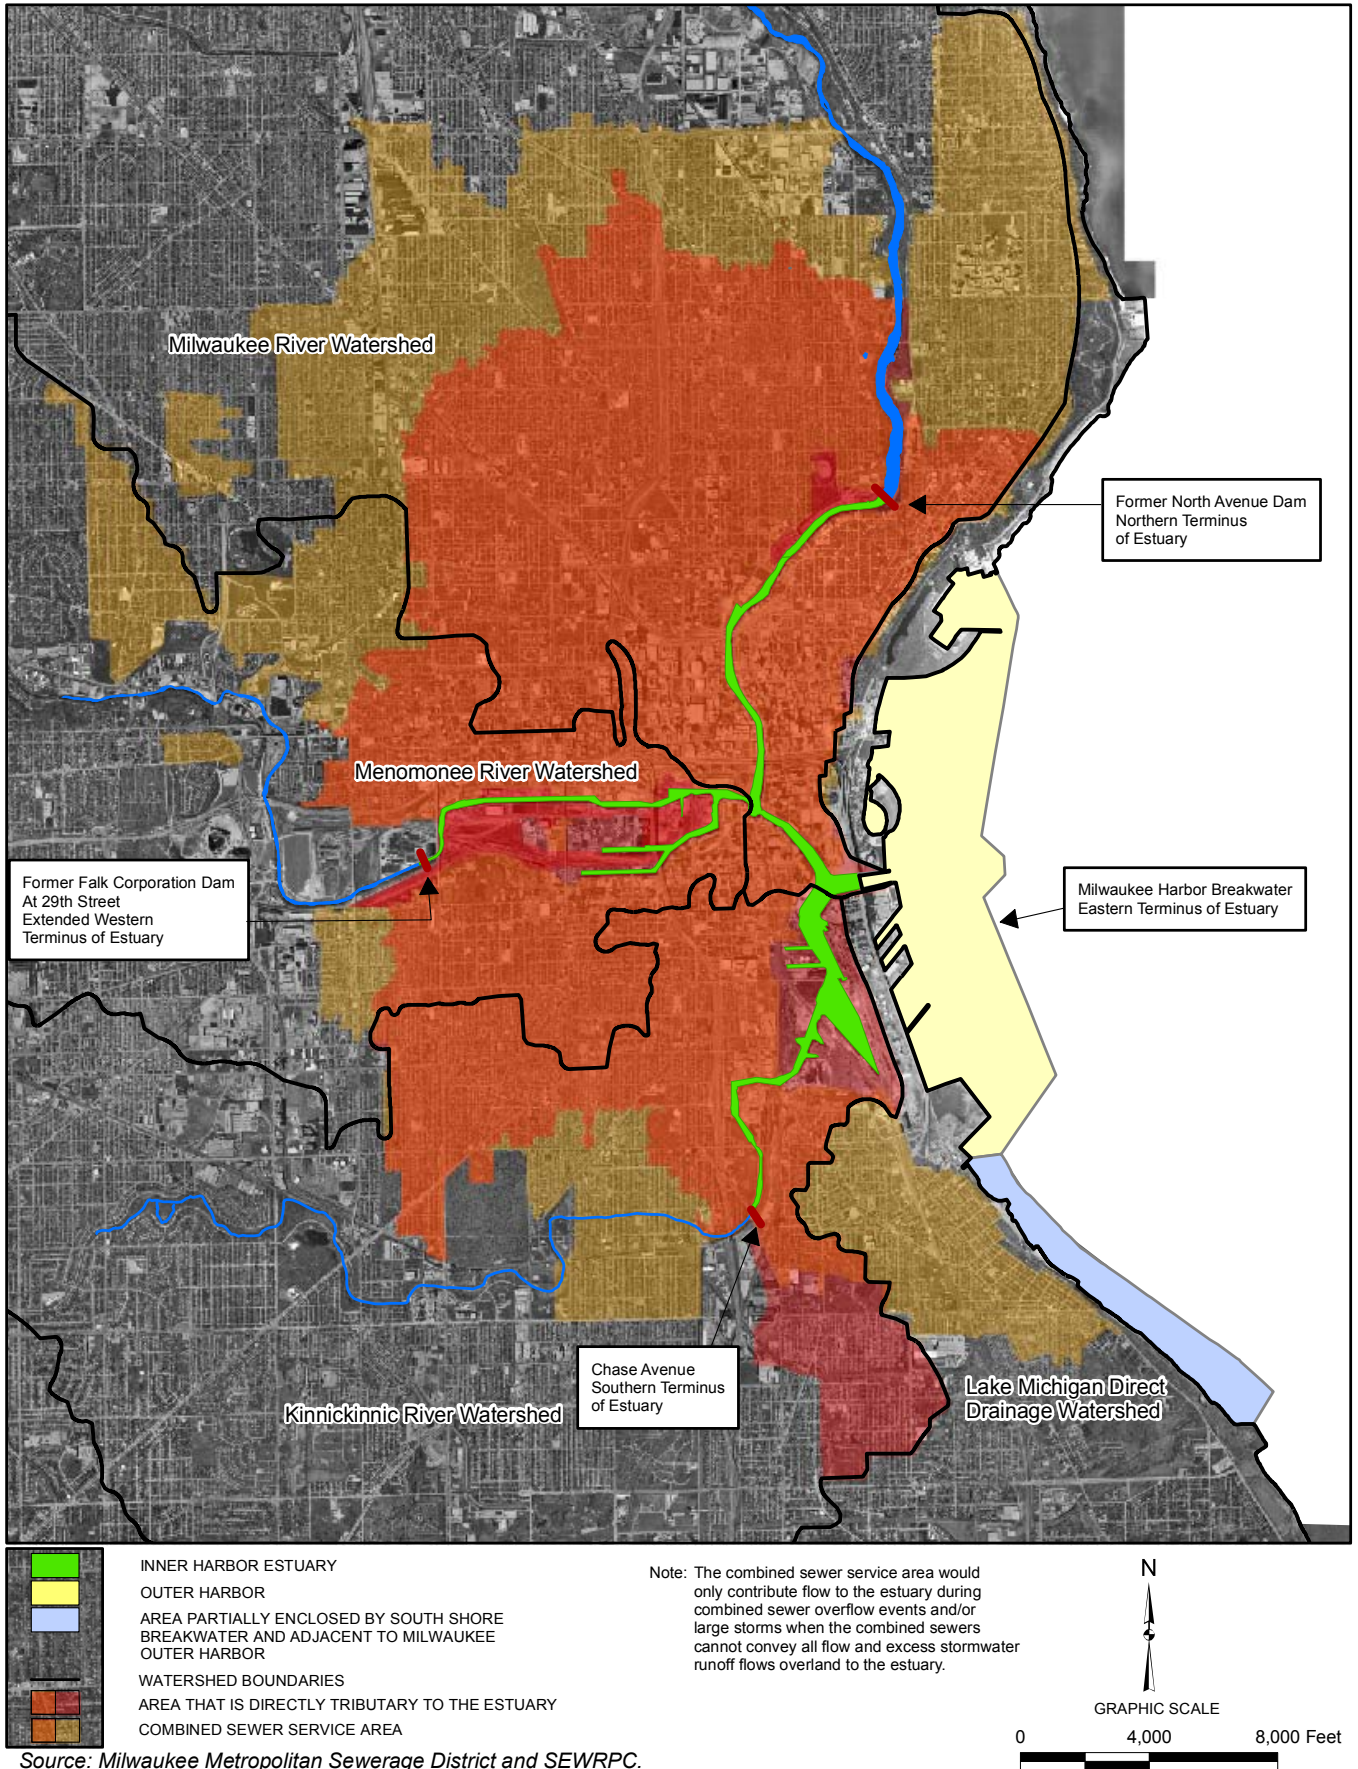 Milwaukee River Watershed
Former North Avenue Dam
Northern Terminus
of Estuary
Menomonee River Watershed
Former Falk Corporation Dam
At 29th Street
Extended Western
Terminus of Estuary
Milwaukee Harbor Breakwater
Eastern Terminus of Estuary
Chase Avenue
Southern Terminus
of Estuary
Kinnickinnic River Watershed
Lake Michigan Direct
Drainage Watershed
INNER HARBOR ESTUARY
OUTER HARBOR
AREA PARTIALLY ENCLOSED BY SOUTH SHORE
BREAKWATER AND ADJACENT TO MILWAUKEE
OUTER HARBOR
WATERSHED BOUNDARIES
AREA THAT IS DIRECTLY TRIBUTARY TO THE ESTUARY
COMBINED SEWER SERVICE AREA
Note: The combined sewer service area would
only contribute flow to the estuary during
combined sewer overflow events and/or
large storms when the combined sewers
cannot convey all flow and excess stormwater
runoff flows overland to the estuary.
N
GRAPHIC SCALE
0 4,000 8,000 Feet
Source: Milwaukee Metropolitan Sewerage District and SEWRPC.